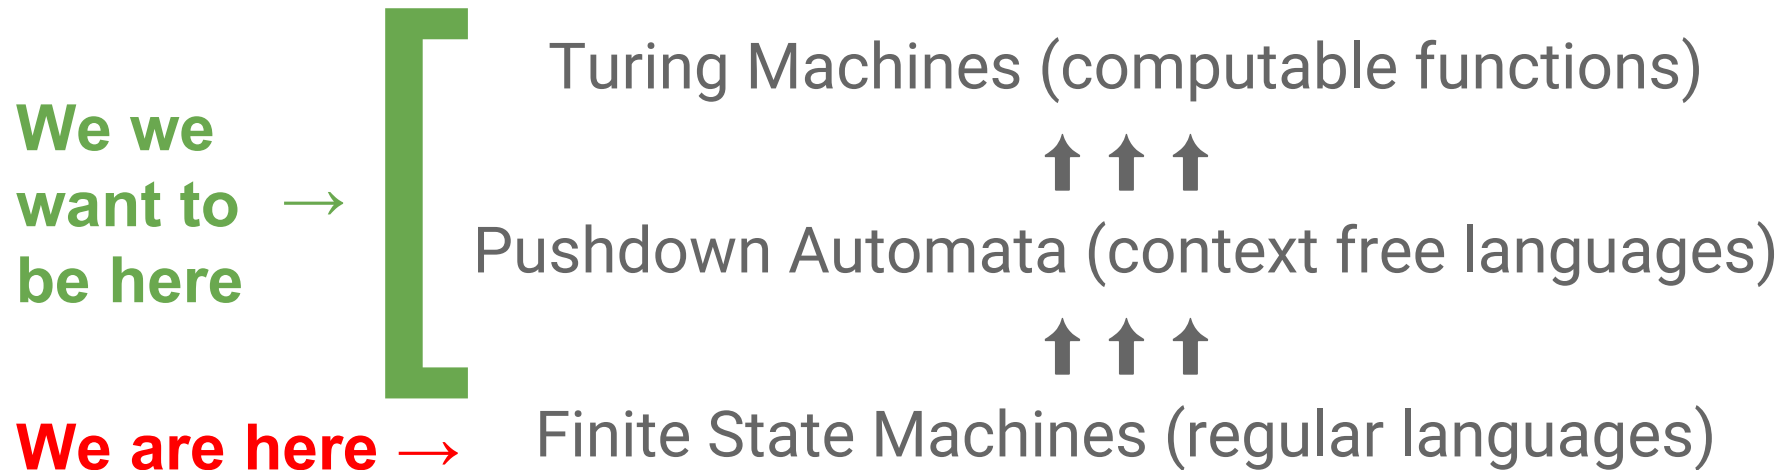 Turing Machines (computable functions)
We we
want to →
be here
Pushdown Automata (context free languages)
We are here →
Finite State Machines (regular languages)